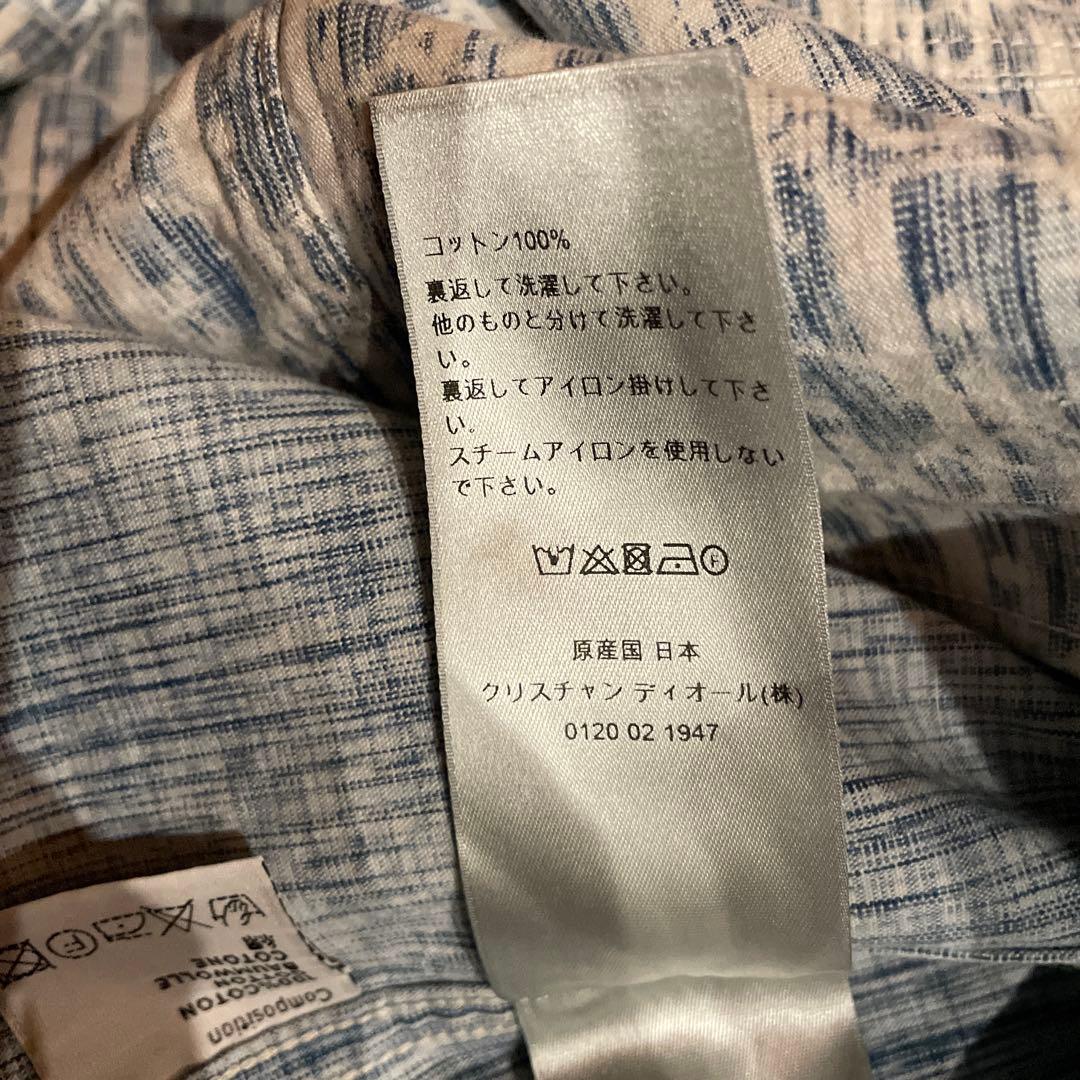 コットン100%
裏返して洗濯して下さい。
他のものと分けて洗濯して下さ
い。
裏返してアイロン掛けして下さ
い。
スチームアイロンを使用しない
で下さい。
F
原産国 日本
クリスチャン ディオール(株)
0120 02 1947
Composition
100%COTON
BAUMWOLLE
COTONE
綿
F